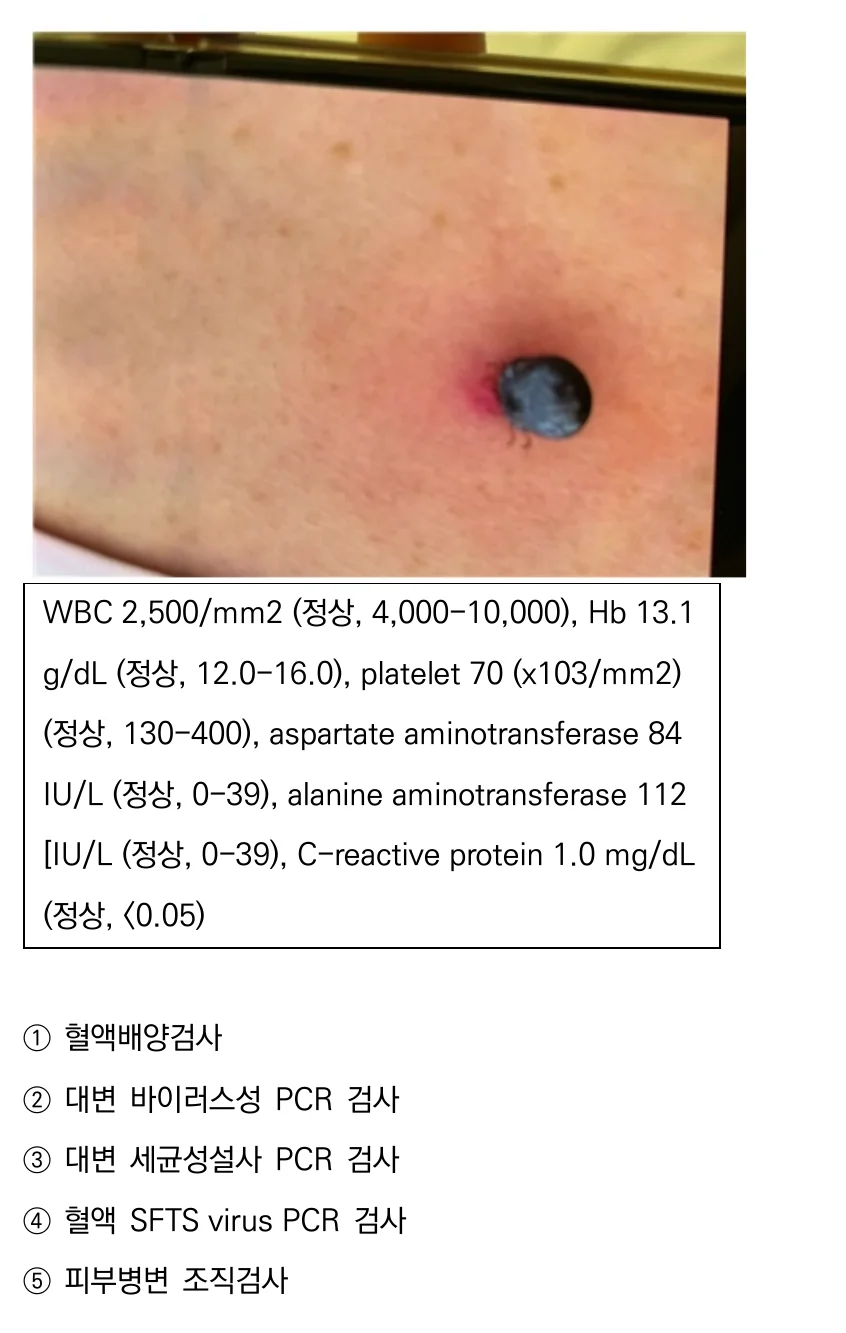 WBC 2,500/mm2 (정상, 4,000-10,000), Hb 13.1
g/dL (정상, 12.0-16.0), platelet 70 (x103/mm2)
(정상, 130-400), aspartate aminotransferase 84
IU/L (정상, 0-39), alanine aminotransferase 112
[IU/L (정상, 0-39), C-reactive protein 1.0 mg/dL
(정상, <0.05)
① 혈액배양검사
② 대변 바이러스성 PCR 검사
③ 대변 세균성설사 PCR 검사
④ 혈액 SFTS virus PCR 검사
⑤ 피부병변 조직검사